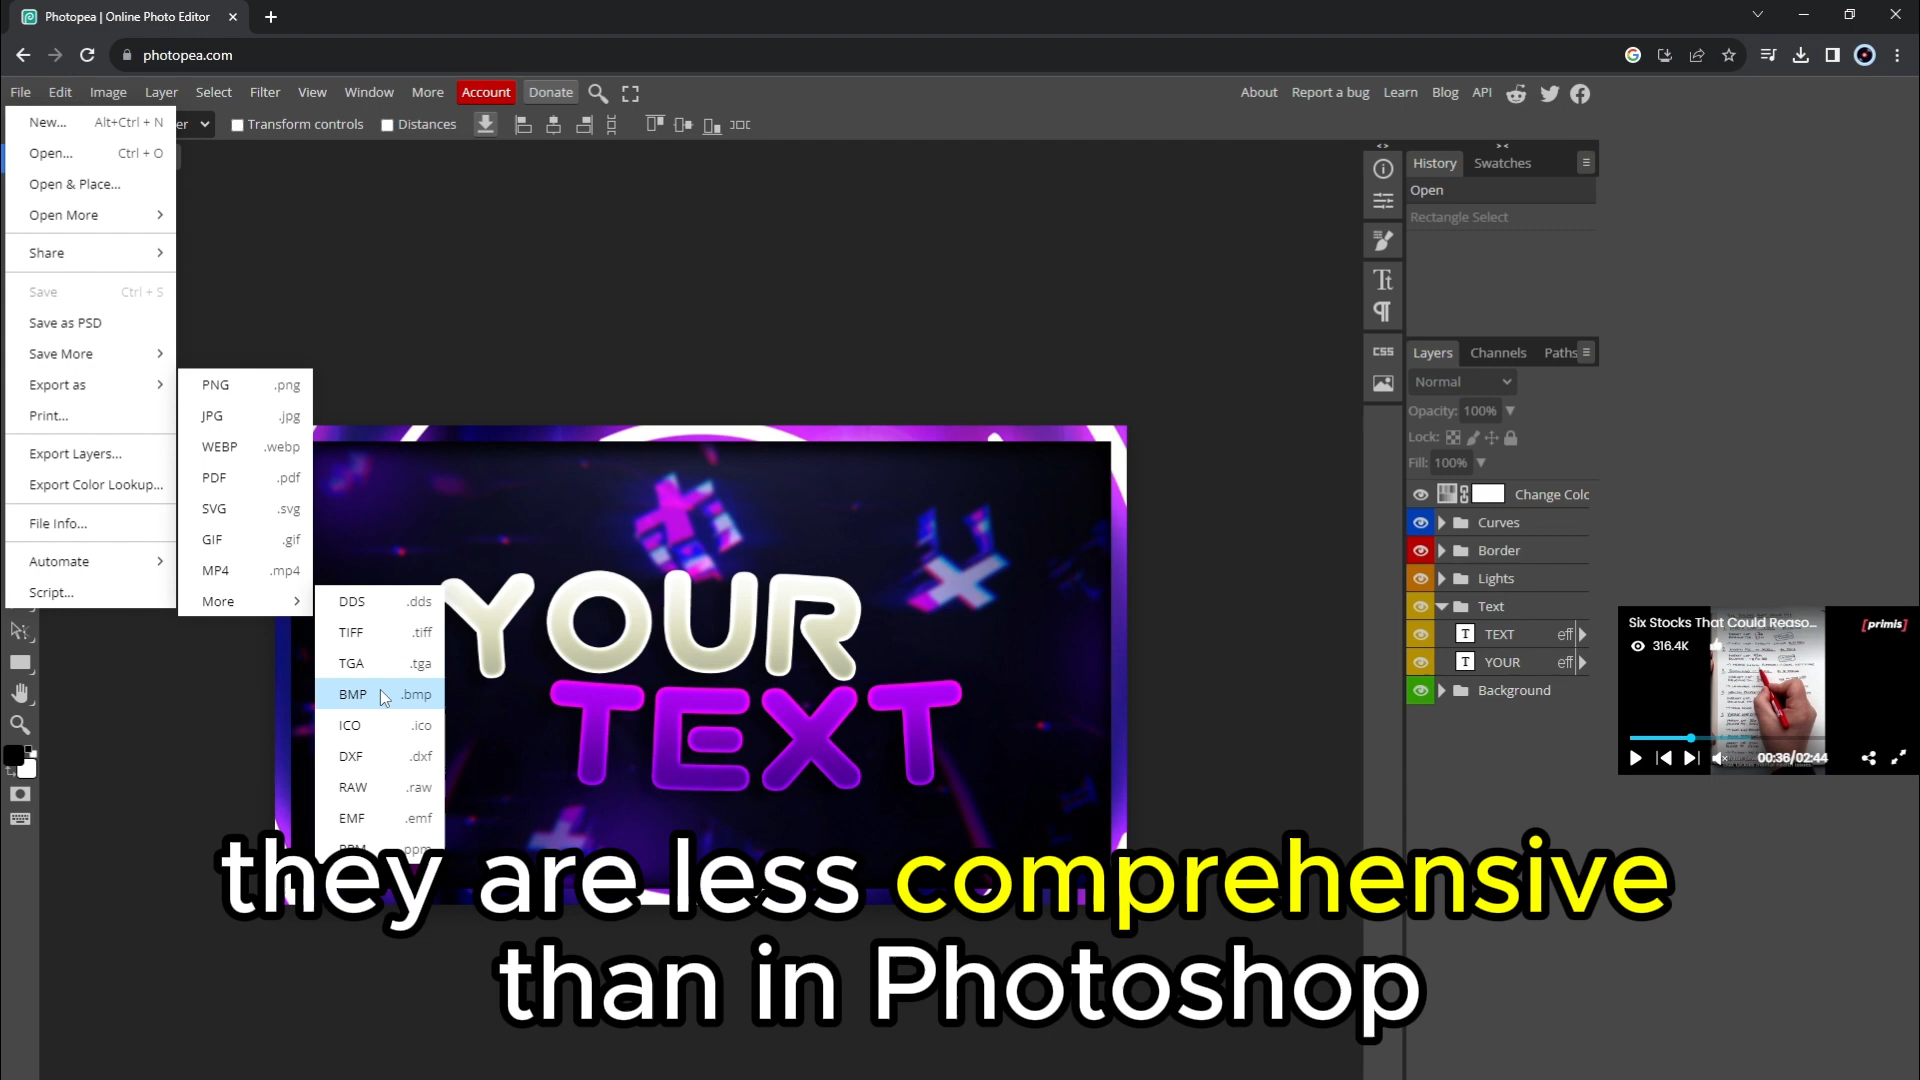 Photopea | Online Photo Editor
photopea.com
File Edit Image Layer Select Filter View Window More Account Donate
About Report a bug Learn Blog API
er Transform controls Distances
New... Alt+Ctrl + N
Open... Ctrl + O
Open & Place...
Open More
Share
Save Ctrl + S
Save as PSD
Save More
Export as
Print...
Export Layers...
Export Color Lookup...
File Info...
Automate
Script...
PNG .png
JPG .jpg
WEBP .webp
PDF .pdf
SVG .svg
GIF .gif
MP4 .mp4
More
DDS .dds
TIFF .tiff
TGA .tga
BMP .bmp
ICO .ico
DXF .dxf
RAW .raw
EMF .emf
PPM .ppm
YOUR
TEXT
History Swatches
Open
Rectangle Select
CSS
Layers Channels Paths
Normal
Opacity: 100%
Lock:
Fill: 100%
Change Colo
Curves
Border
Lights
Text
T TEXT eff
T YOUR eff
Background
Six Stocks That Could Reaso... [primis]
316.4K
00:36/02:44
they are less comprehensive
than in Photoshop